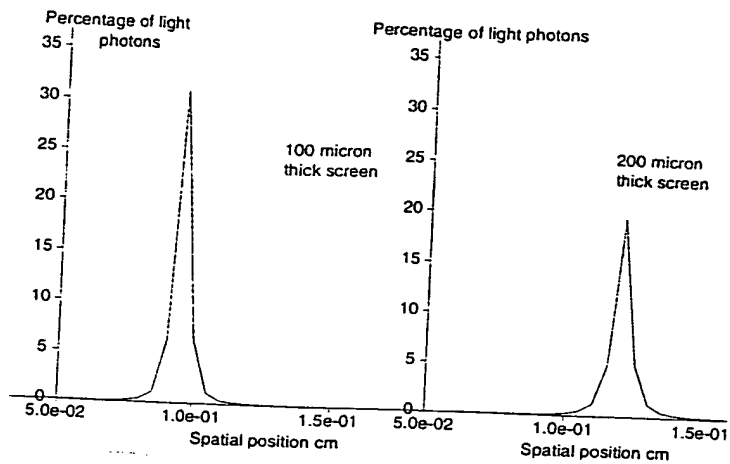 Percentage of light
photons
35
30
25
20
15
10
5
0
5.0e-02
1.0e-01
1.5e-01
Spatial position cm
100 micron
thick screen
Percentage of light photons
35
30
25
20
15
10
5
0
5.0e-02
1.0e-01
1.5e-01
Spatial position cm
200 micron
thick screen